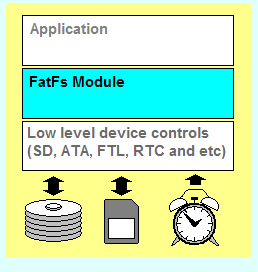 Application
FatFs Module
Low level device controls
(SD, ATA, FTL, RTC and etc)